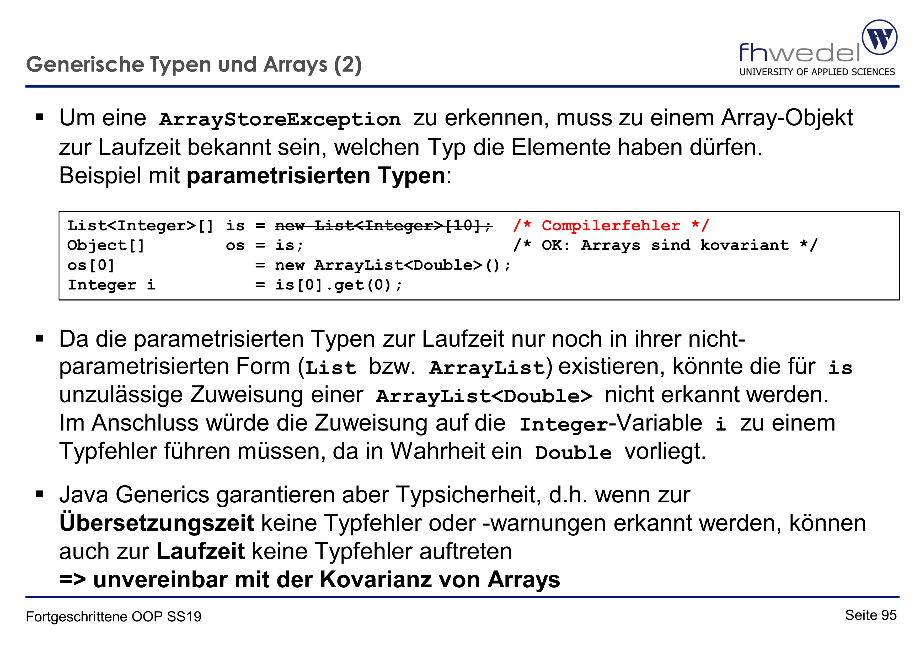 Generische Typen und Arrays (2)
fhwedel
W
UNIVERSITY OF APPLIED SCIENCES
▪ Um eine ArrayStoreException zu erkennen, muss zu einem Array-Objekt
zur Laufzeit bekannt sein, welchen Typ die Elemente haben dürfen.
Beispiel mit parametrisierten Typen:
List<Integer>[] is = new List<Integer>[10]; /* Compilerfehler */
Object[] os = is; /* OK: Arrays sind kovariant */
os[0] = new ArrayList<Double>();
Integer i = is[0].get(0);
▪ Da die parametrisierten Typen zur Laufzeit nur noch in ihrer nicht-
parametrisierten Form (List bzw. ArrayList) existieren, könnte die für is
unzulässige Zuweisung einer ArrayList<Double> nicht erkannt werden.
Im Anschluss würde die Zuweisung auf die Integer-Variable i zu einem
Typfehler führen müssen, da in Wahrheit ein Double vorliegt.
▪ Java Generics garantieren aber Typsicherheit, d.h. wenn zur
Übersetzungszeit keine Typfehler oder -warnungen erkannt werden, können
auch zur Laufzeit keine Typfehler auftreten
=> unvereinbar mit der Kovarianz von Arrays
Fortgeschrittene OOP SS19
Seite 95